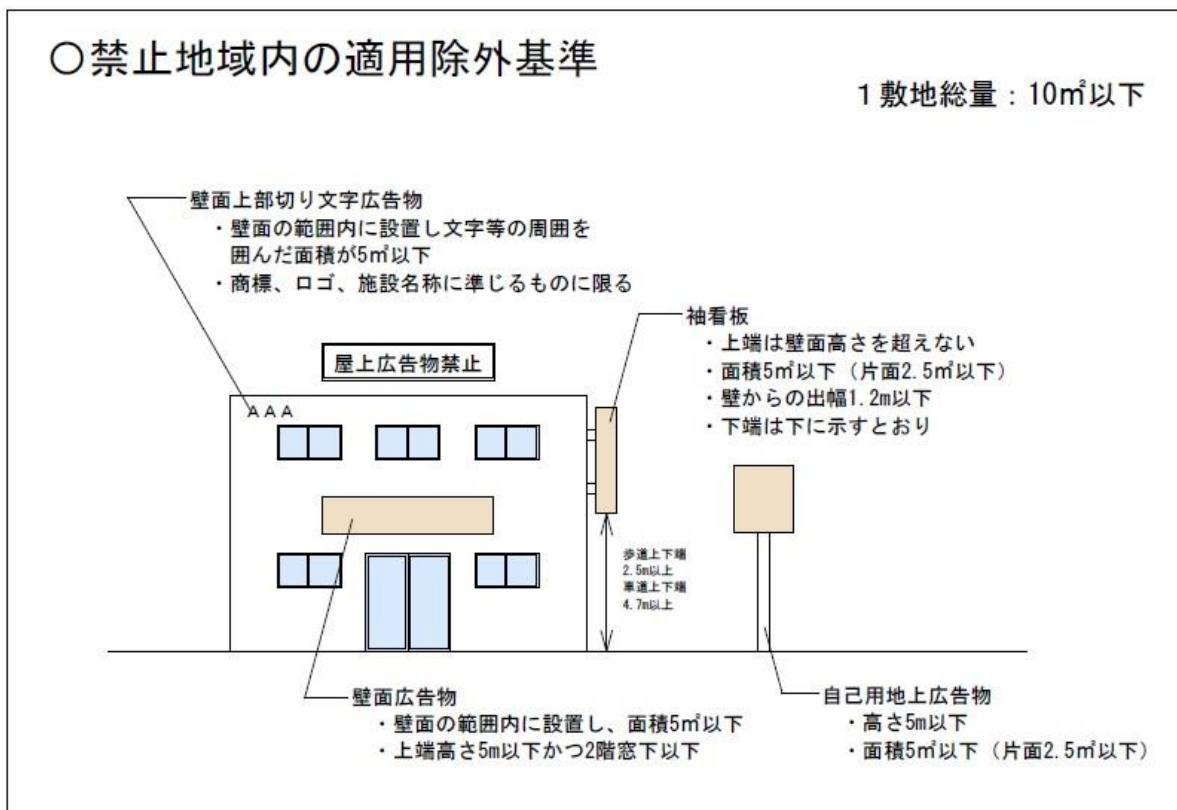 〇禁止地域内の適用除外基準
１敷地総量：10㎡以下
壁面上部切り文字広告物
・壁面の範囲内に設置し文字等の周囲を
囲んだ面積が5㎡以下
・商標、ロゴ、施設名称に準じるものに限る
袖看板
・上端は壁面高さを超えない
・面積5㎡以下（片面2.5㎡以下）
・壁からの出幅1.2m以下
・下端は下に示すとおり
屋上広告物禁止
ＡＡＡ
歩道上下端
2.5m以上
車道上下端
4.7m以上
壁面広告物
・壁面の範囲内に設置し、面積5㎡以下
・上端高さ5m以下かつ2階窓下以下
自己用地上広告物
・高さ5m以下
・面積5㎡以下（片面2.5㎡以下）